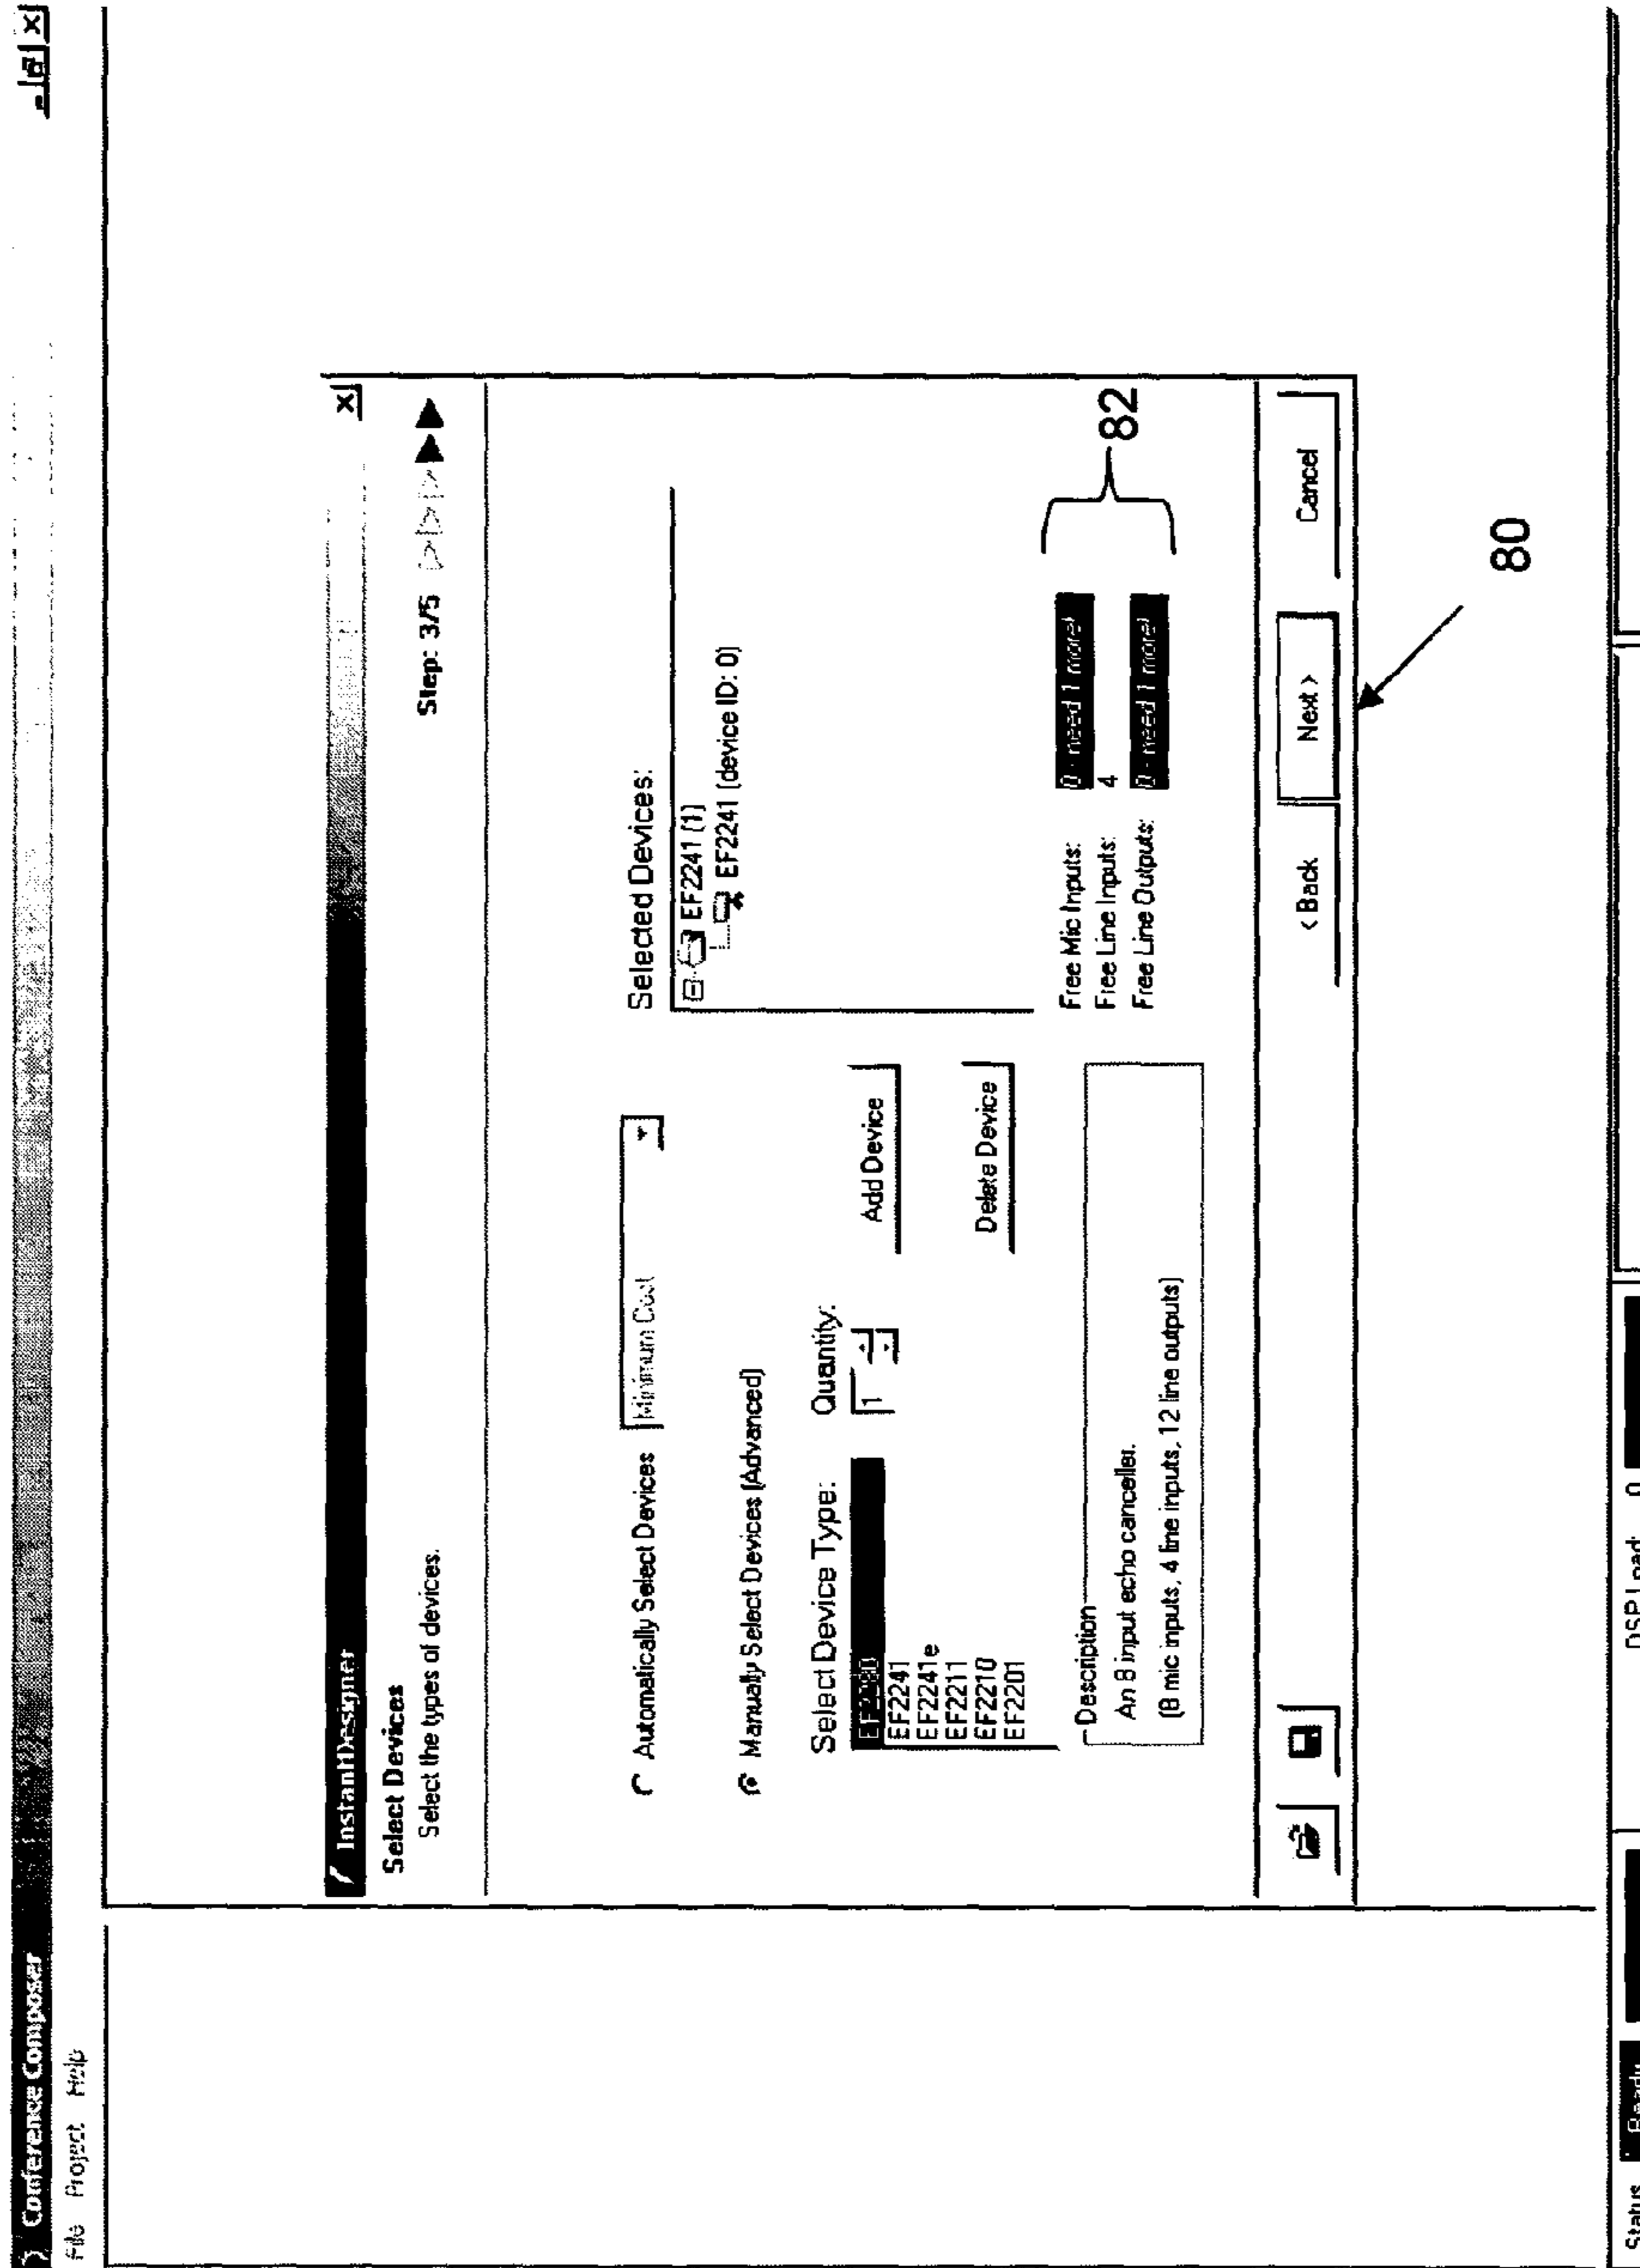 Conference Composer
File Project Help
InstantDesigner
Select Devices
Select the types of devices.
Step: 3/5
Automatically Select Devices
Minimum Cost
Manually Select Devices (Advanced)
Select Device Type:
Quantity:
EF2280
EF2241
EF2241e
EF2211
EF2210
EF2201
1
Add Device
Delete Device
Description
An 8 input echo canceller.
(8 mic inputs, 4 line inputs, 12 line outputs)
Selected Devices:
EF2241 (1)
EF2241 (device ID: 0)
Free Mic Inputs: 0 - need 1 more!
Free Line Inputs: 4
Free Line Outputs: 0 - need 1 more!
82
< Back
Next >
Cancel
80
Status Ready
DSP Load: 0